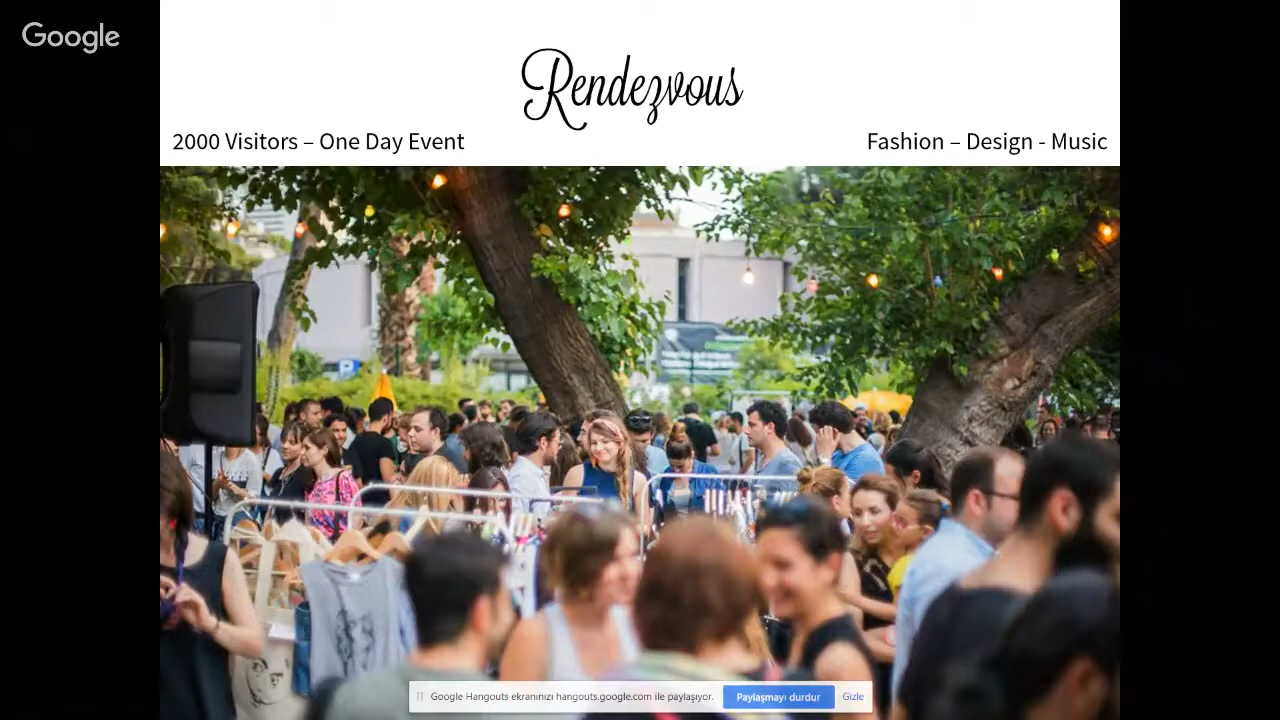 Google
Rendezvous
2000 Visitors – One Day Event
Fashion – Design - Music
P
Google Hangouts ekranınızı hangouts.google.com ile paylaşıyor.
Paylaşmayı durdur
Gizle